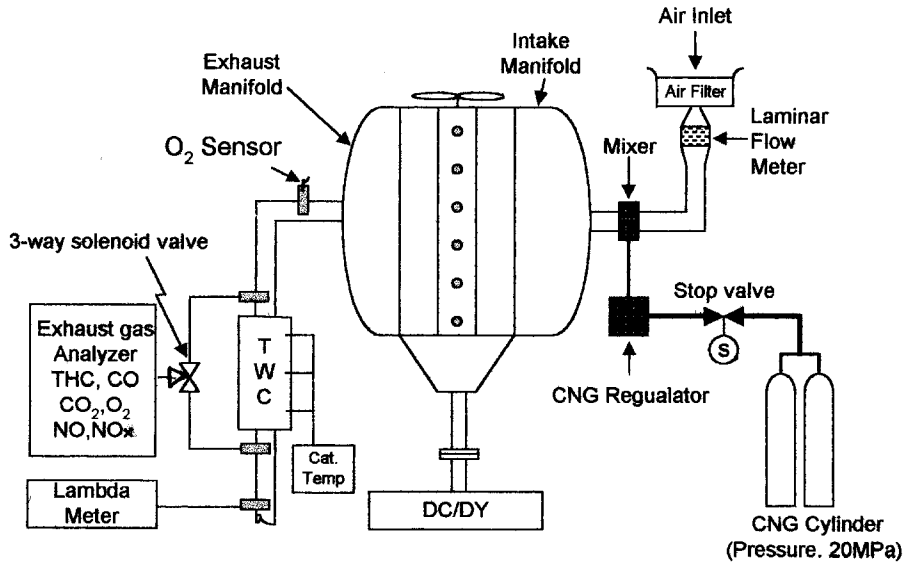 Air Inlet
Air Filter
Laminar
Flow
Meter
Intake
Manifold
Exhaust
Manifold
O₂ Sensor
Mixer
3-way solenoid valve
Stop valve
S
Exhaust gas
Analyzer
THC, CO
CO₂,O₂
NO,NOx
T
W
C
CNG Regualator
Cat.
Temp
Lambda
Meter
DC/DY
CNG Cylinder
(Pressure. 20MPa)